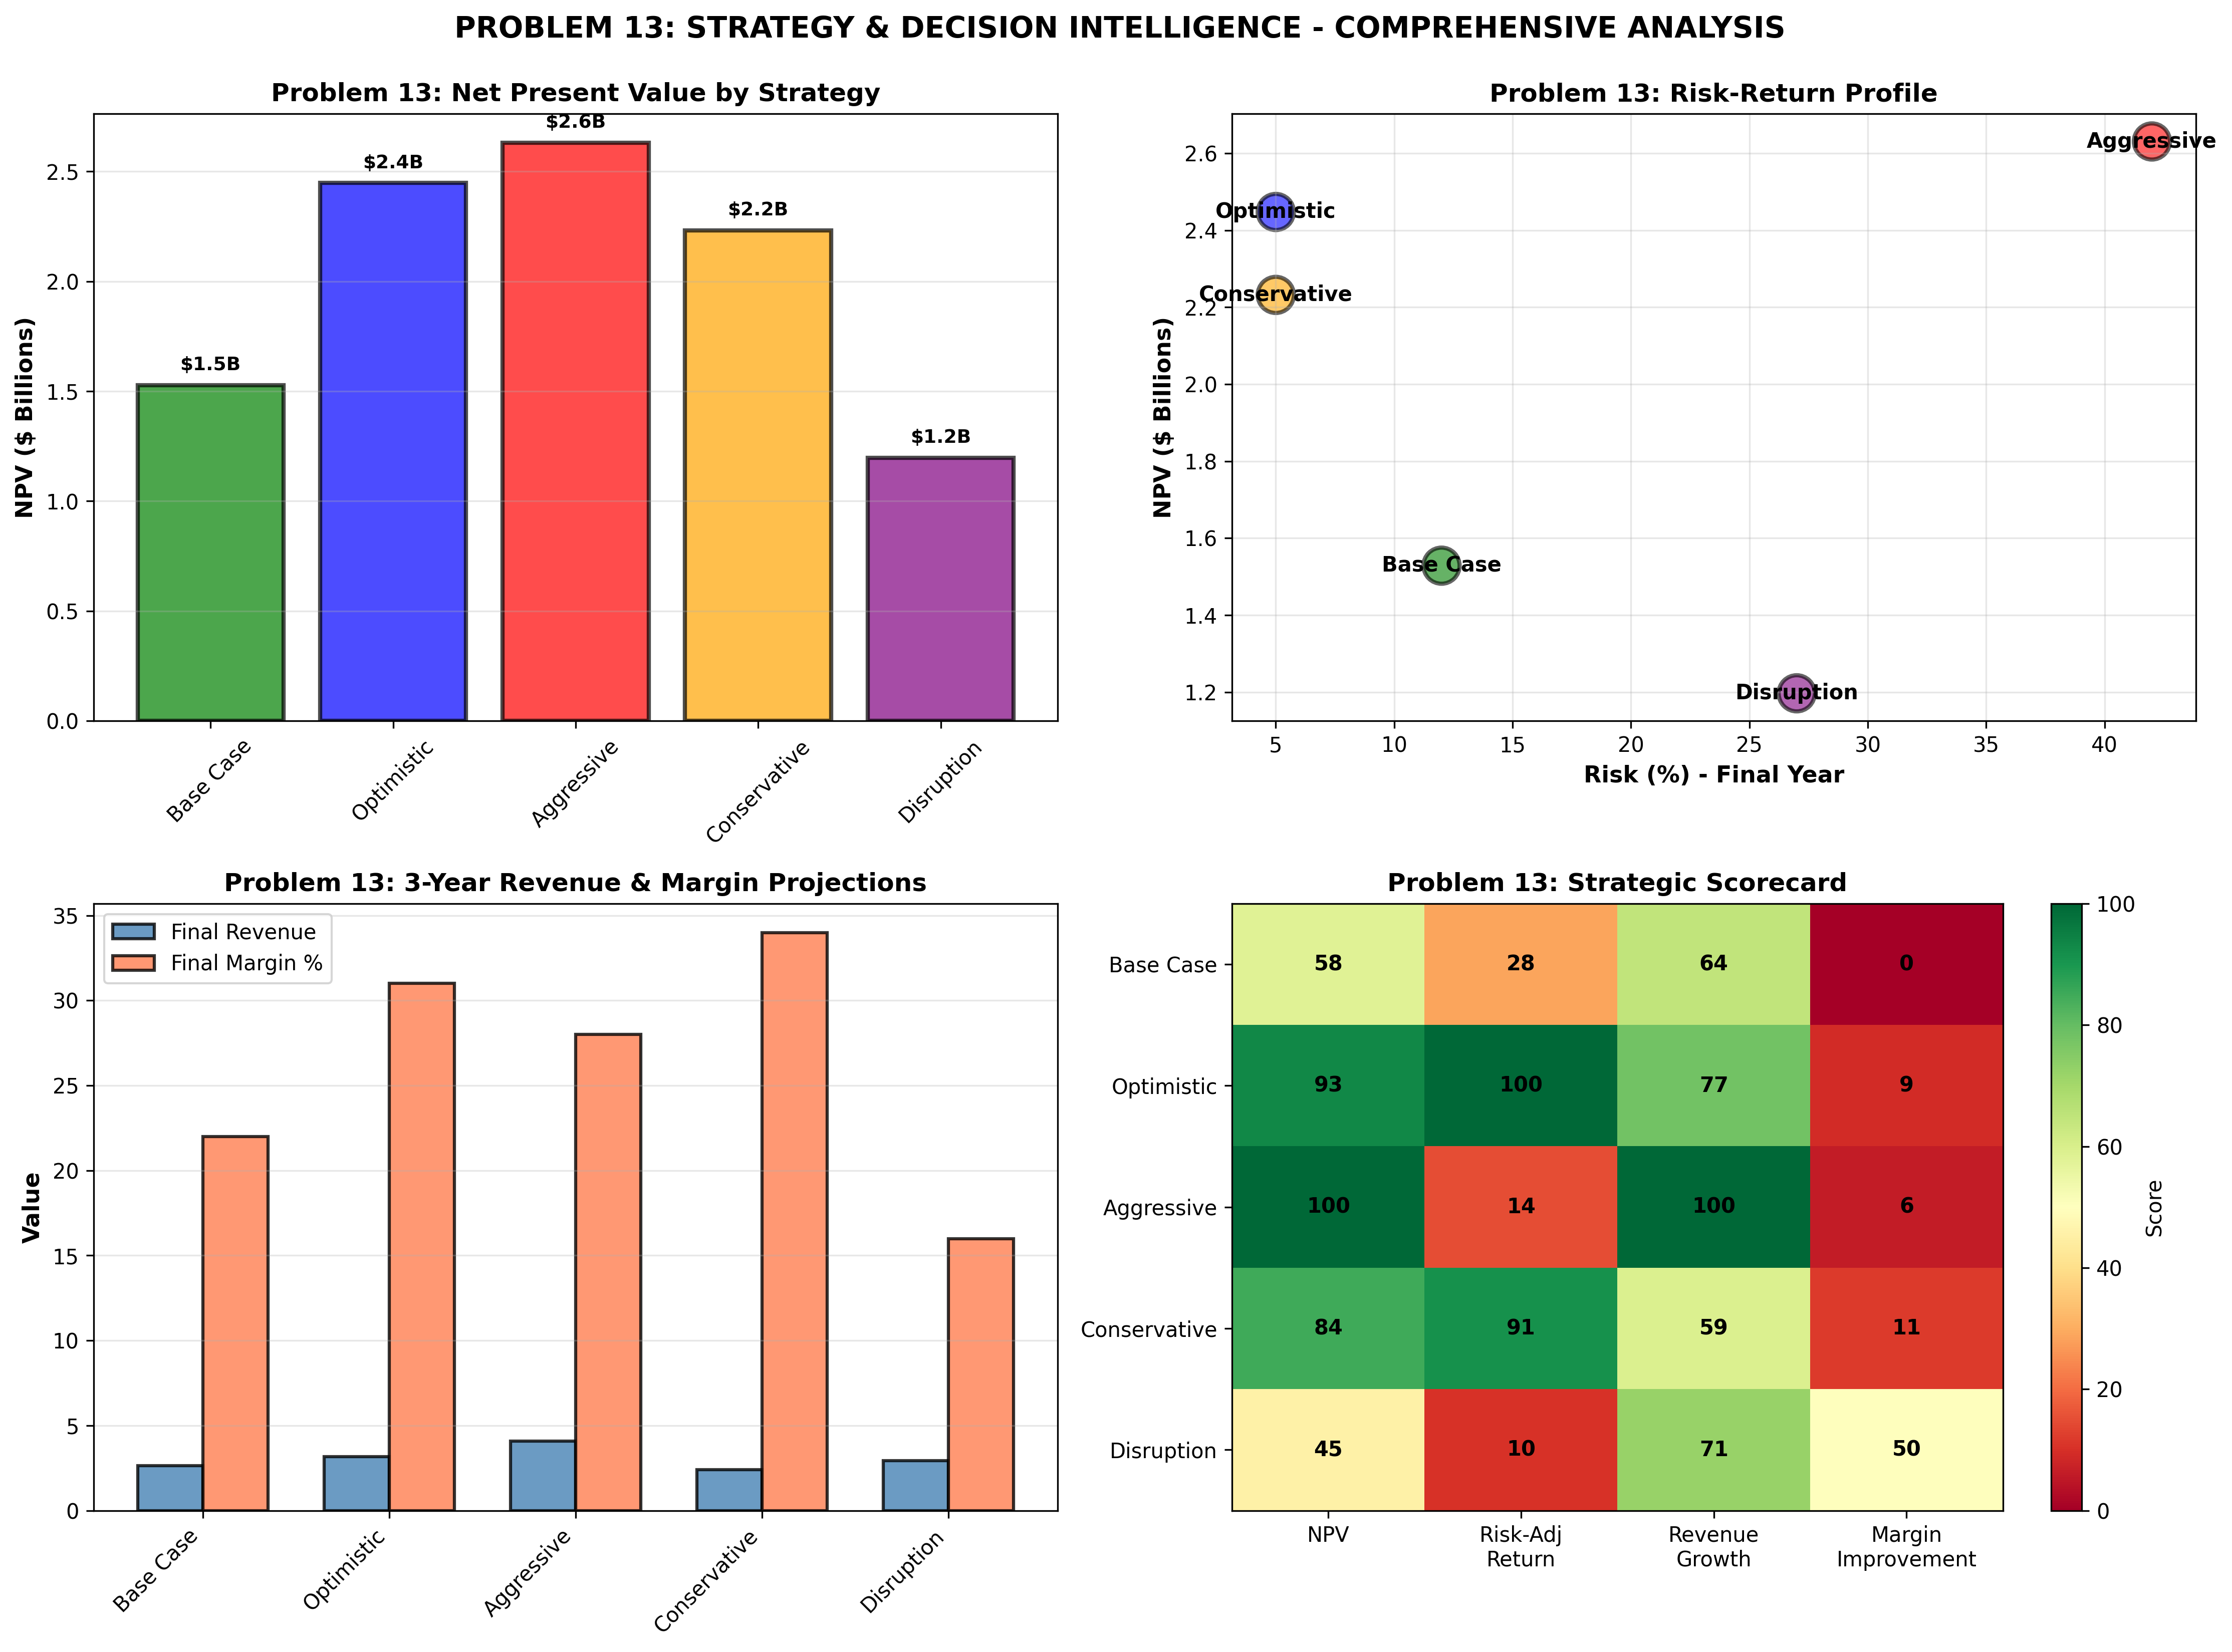 PROBLEM 13: STRATEGY & DECISION INTELLIGENCE - COMPREHENSIVE ANALYSIS
Problem 13: Net Present Value by Strategy
NPV ($ Billions)
2.5
2.0
1.5
1.0
0.5
0.0
$1.5B
$2.4B
$2.6B
$2.2B
$1.2B
Base Case
Optimistic
Aggressive
Conservative
Disruption
Problem 13: Risk-Return Profile
NPV ($ Billions)
2.6
2.4
2.2
2.0
1.8
1.6
1.4
1.2
Aggressive
Optimistic
Conservative
Base Case
Disruption
5
10
15
20
25
30
35
40
Risk (%) - Final Year
Problem 13: 3-Year Revenue & Margin Projections
Final Revenue
Final Margin %
Value
35
30
25
20
15
10
5
0
Base Case
Optimistic
Aggressive
Conservative
Disruption
Problem 13: Strategic Scorecard
Base Case 58 28 64 0
Optimistic 93 100 77 9
Aggressive 100 14 100 6
Conservative 84 91 59 11
Disruption 45 10 71 50
NPV
Risk-Adj
Return
Revenue
Growth
Margin
Improvement
100
80
60
40
20
0
Score